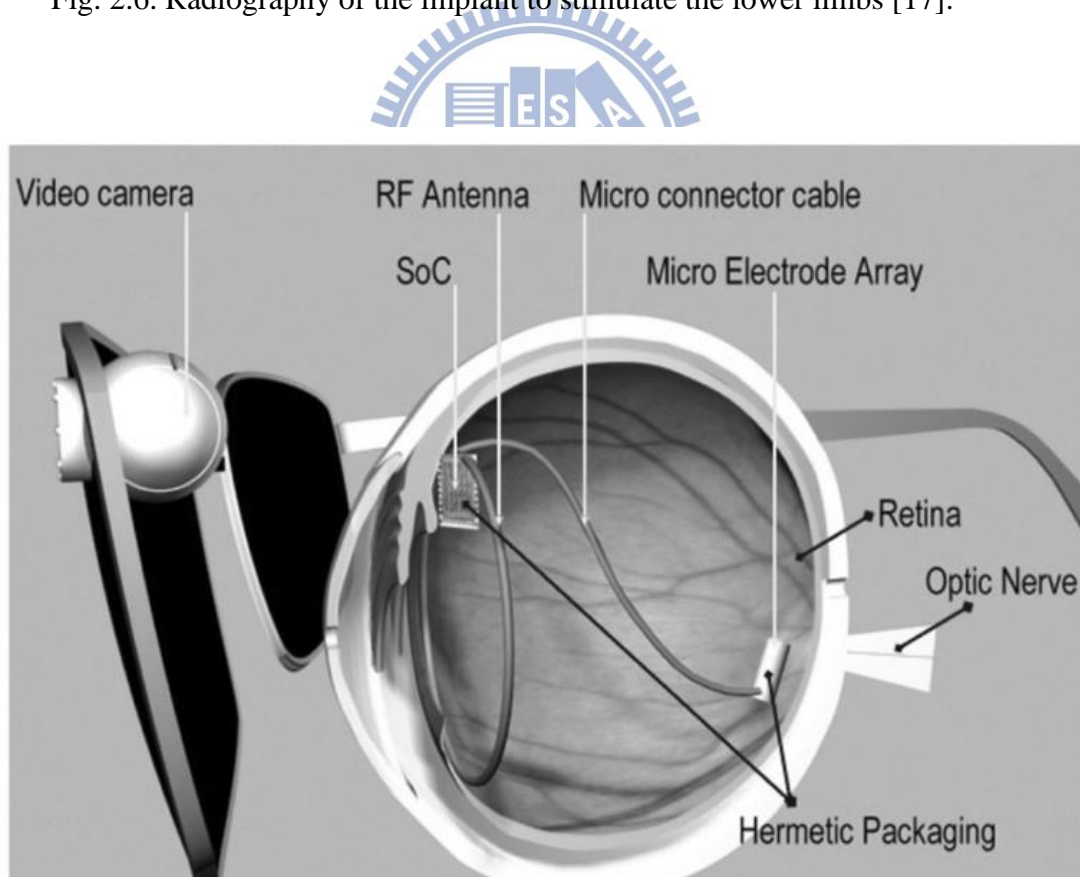 Fig. 2.6. Radiography of the implant to stimulate the lower limbs [17].
E S A
Video camera
RF Antenna
Micro connector cable
SoC
Micro Electrode Array
Retina
Optic Nerve
Hermetic Packaging